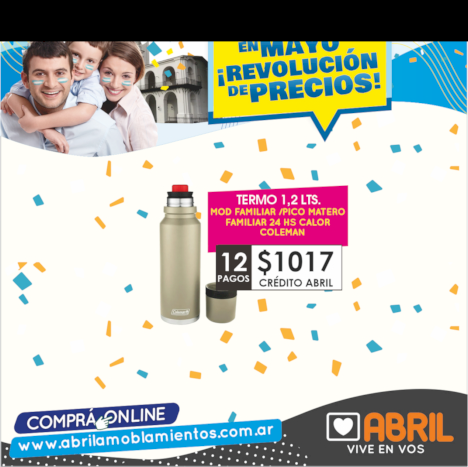 EN MAYO
¡REVOLUCIÓN
DE PRECIOS!
TERMO 1,2 LTS.
MOD FAMILIAR /PICO MATERO
FAMILIAR 24 HS CALOR
COLEMAN
12
PAGOS
$1017
CRÉDITO ABRIL
Coleman
COMPRÁ ONLINE
www.abrilamoblamientos.com.ar
ABRIL
VIVE EN VOS